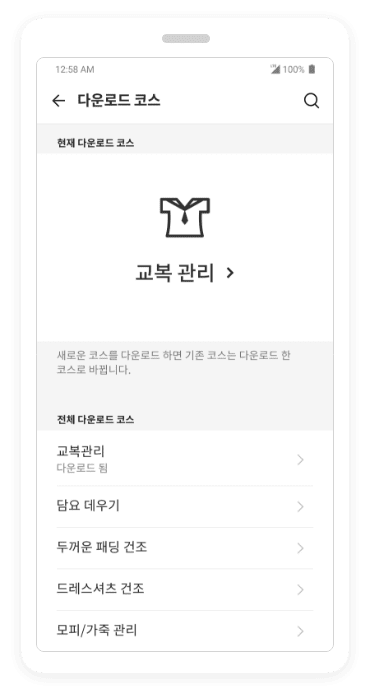 12:58 AM 100%
다운로드 코스
현재 다운로드 코스
교복 관리
새로운 코스를 다운로드 하면 기존 코스는 다운로드 한
코스로 바뀝니다.
전체 다운로드 코스
교복관리
다운로드 됨
담요 데우기
두꺼운 패딩 건조
드레스셔츠 건조
모피/가죽 관리